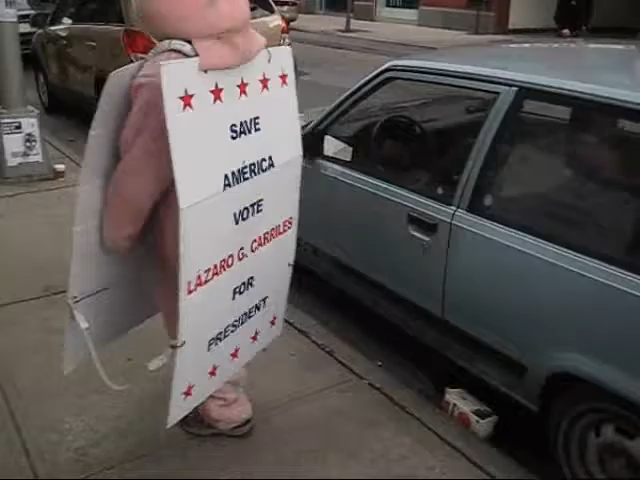 SAVE
AMÉRICA
VOTE
LÁZARO G. CARRILES
FOR
PRESIDENT